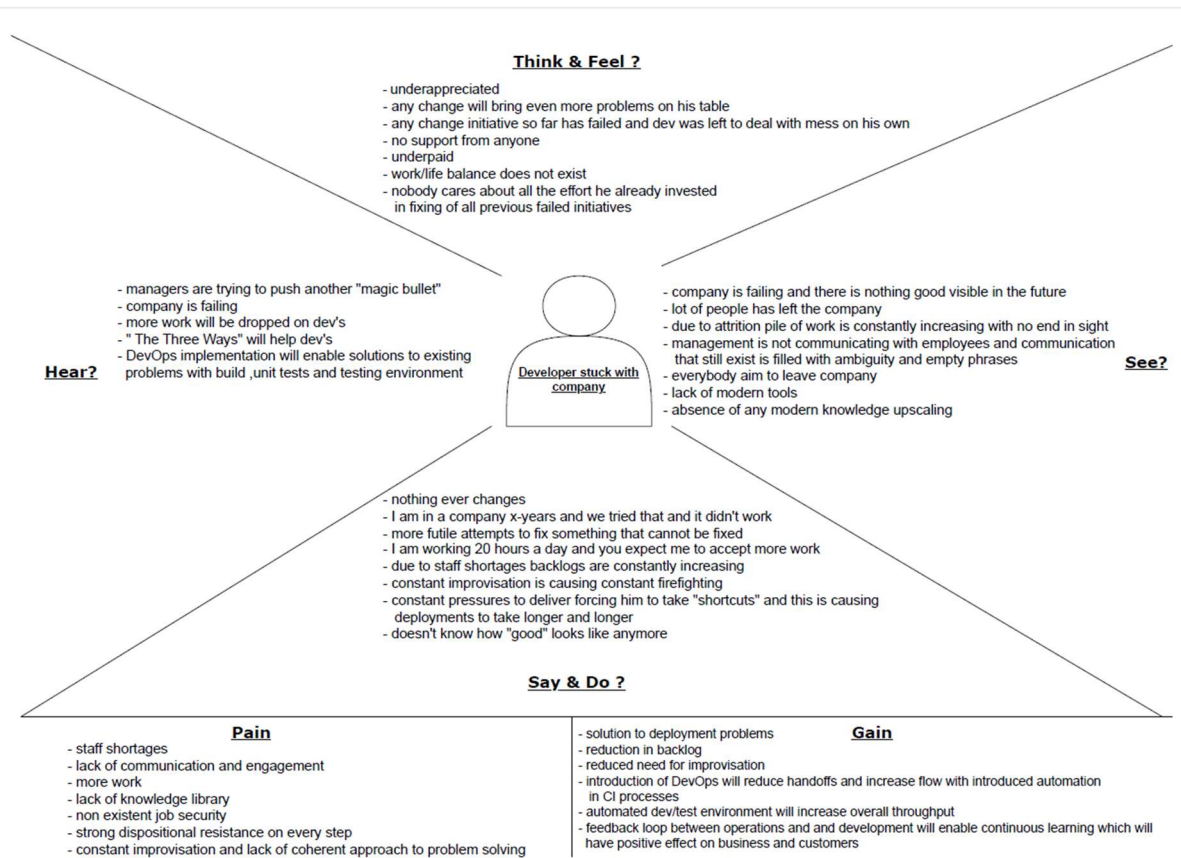 Think & Feel ?
- underappreciated
- any change will bring even more problems on his table
- any change initiative so far has failed and dev was left to deal with mess on his own
- no support from anyone
- underpaid
- work/life balance does not exist
- nobody cares about all the effort he already invested
in fixing of all previous failed initiatives
Hear?
- managers are trying to push another "magic bullet"
- company is failing
- more work will be dropped on dev's
- " The Three Ways" will help dev's
- DevOps implementation will enable solutions to existing
problems with build ,unit tests and testing environment
Developer stuck with
company
- company is failing and there is nothing good visible in the future
- lot of people has left the company
- due to attrition pile of work is constantly increasing with no end in sight
- management is not communicating with employees and communication
that still exist is filled with ambiguity and empty phrases
- everybody aim to leave company
- lack of modern tools
- absence of any modern knowledge upscaling
See?
- nothing ever changes
- I am in a company x-years and we tried that and it didn't work
- more futile attempts to fix something that cannot be fixed
- I am working 20 hours a day and you expect me to accept more work
- due to staff shortages backlogs are constantly increasing
- constant improvisation is causing constant firefighting
- constant pressures to deliver forcing him to take "shortcuts" and this is causing
deployments to take longer and longer
- doesn't know how "good" looks like anymore
Say & Do ?
Pain
- staff shortages
- lack of communication and engagement
- more work
- lack of knowledge library
- non existent job security
- strong dispositional resistance on every step
- constant improvisation and lack of coherent approach to problem solving
Gain
- solution to deployment problems
- reduction in backlog
- reduced need for improvisation
- introduction of DevOps will reduce handoffs and increase flow with introduced automation
in CI processes
- automated dev/test environment will increase overall throughput
- feedback loop between operations and and development will enable continuous learning which will
have positive effect on business and customers